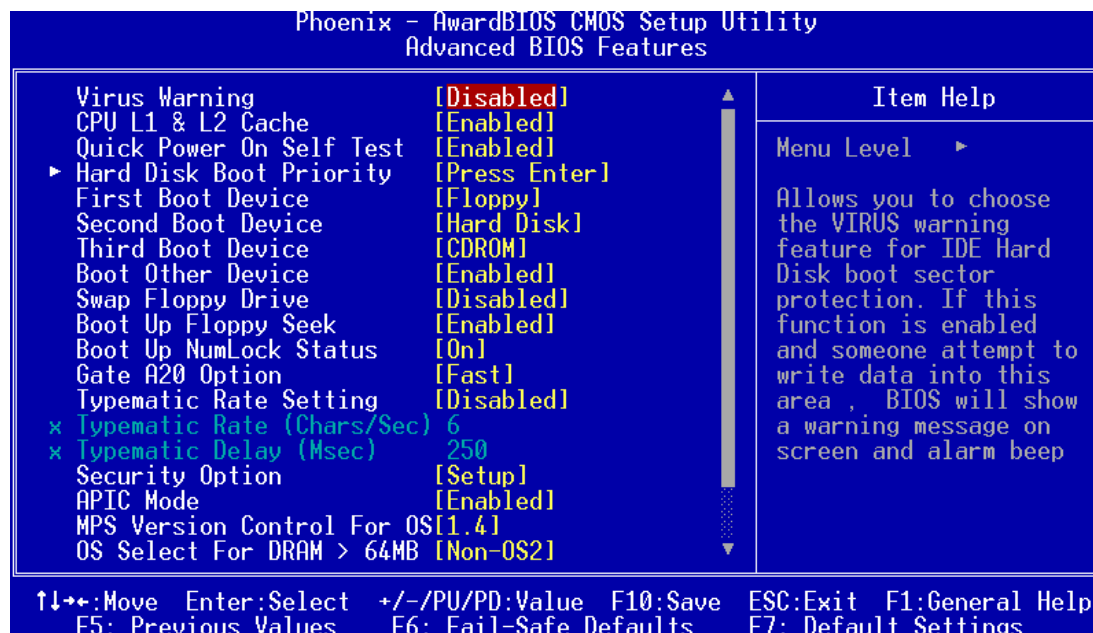 Phoenix - AwardBIOS CMOS Setup Utility
Advanced BIOS Features
Virus Warning [Disabled]
CPU L1 & L2 Cache [Enabled]
Quick Power On Self Test [Enabled]
Hard Disk Boot Priority [Press Enter]
First Boot Device [Floppy]
Second Boot Device [Hard Disk]
Third Boot Device [CDROM]
Boot Other Device [Enabled]
Swap Floppy Drive [Disabled]
Boot Up Floppy Seek [Enabled]
Boot Up NumLock Status [On]
Gate A20 Option [Fast]
Typematic Rate Setting [Disabled]
x Typematic Rate (Chars/Sec) 6
x Typematic Delay (Msec) 250
Security Option [Setup]
APIC Mode [Enabled]
MPS Version Control For OS[1.4]
OS Select For DRAM > 64MB [Non-OS2]
Item Help
Menu Level
Allows you to choose
the VIRUS warning
feature for IDE Hard
Disk boot sector
protection. If this
function is enabled
and someone attempt to
write data into this
area , BIOS will show
a warning message on
screen and alarm beep
↑↓→←:Move Enter:Select +/-/PU/PD:Value F10:Save ESC:Exit F1:General Help
F5: Previous Values F6: Fail-Safe Defaults F7: Default Settings